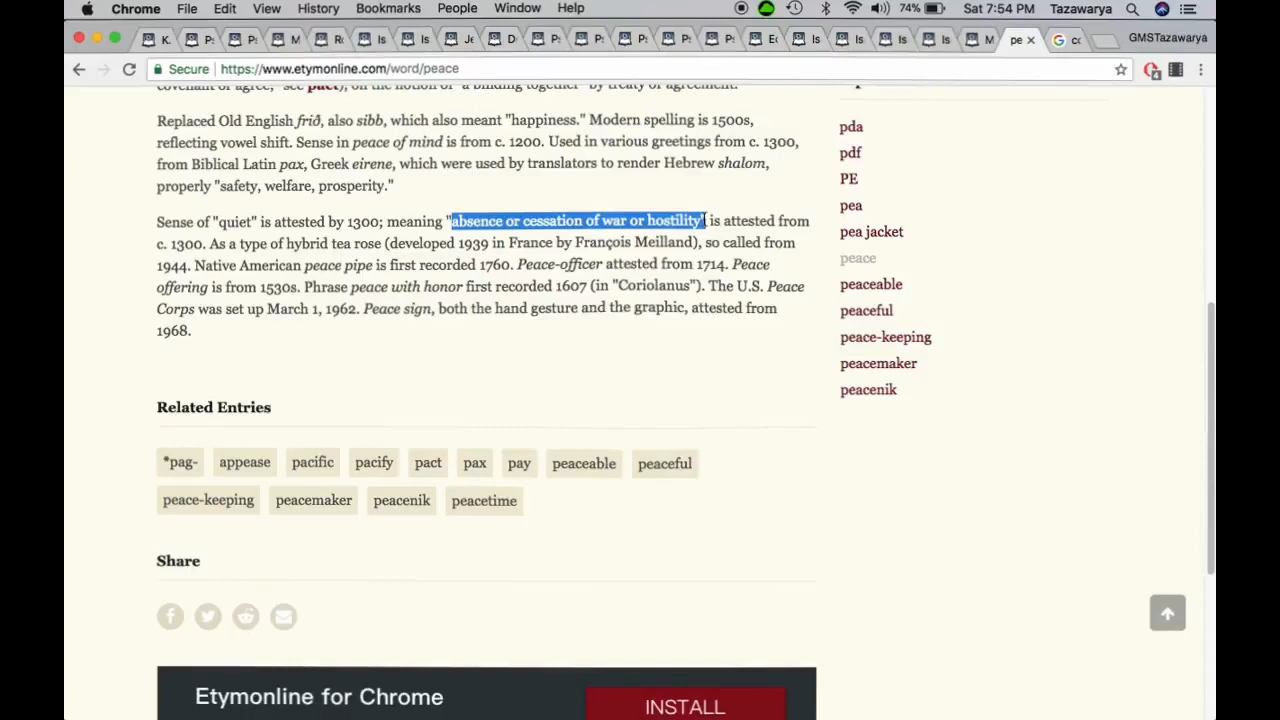 Chrome File Edit View History Bookmarks People Window Help 74% Sat 7:54 PM Tazawarya
pe
GMSTazawarya
Secure https://www.etymonline.com/word/peace
covenant or agree," see pact), on the notion of "a binding together" by treaty or agreement.
Replaced Old English frið, also sibb, which also meant "happiness." Modern spelling is 1500s,
reflecting vowel shift. Sense in peace of mind is from c. 1200. Used in various greetings from c. 1300,
from Biblical Latin pax, Greek eirene, which were used by translators to render Hebrew shalom,
properly "safety, welfare, prosperity."
Sense of "quiet" is attested by 1300; meaning "absence or cessation of war or hostility" is attested from
c. 1300. As a type of hybrid tea rose (developed 1939 in France by François Meilland), so called from
1944. Native American peace pipe is first recorded 1760. Peace-officer attested from 1714. Peace
offering is from 1530s. Phrase peace with honor first recorded 1607 (in "Coriolanus"). The U.S. Peace
Corps was set up March 1, 1962. Peace sign, both the hand gesture and the graphic, attested from
1968.
pda
pdf
PE
pea
pea jacket
peace
peaceable
peaceful
peace-keeping
peacemaker
peacenik
Related Entries
*pag- appease pacific pacify pact pax pay peaceable peaceful
peace-keeping peacemaker peacenik peacetime
Share
Etymonline for Chrome
INSTALL